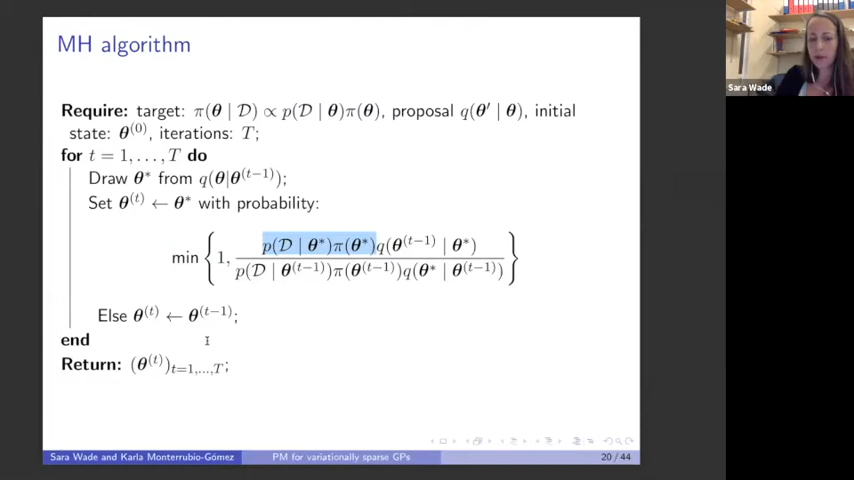 MH algorithm
Require: target: π(θ | D) ∝ p(D | θ)π(θ), proposal q(θ′ | θ), initial
state: θ^(0), iterations: T;
for t = 1, . . . , T do
Draw θ* from q(θ|θ^(t−1));
Set θ^(t) ← θ* with probability:
min { 1, p(D | θ*)π(θ*)q(θ^(t−1) | θ*) / p(D | θ^(t−1))π(θ^(t−1))q(θ* | θ^(t−1)) }
Else θ^(t) ← θ^(t−1);
end
Return: (θ^(t))_t=1,...,T;
Sara Wade and Karla Monterrubio-Gómez PM for variationally sparse GPs 20 / 44
Sara Wade